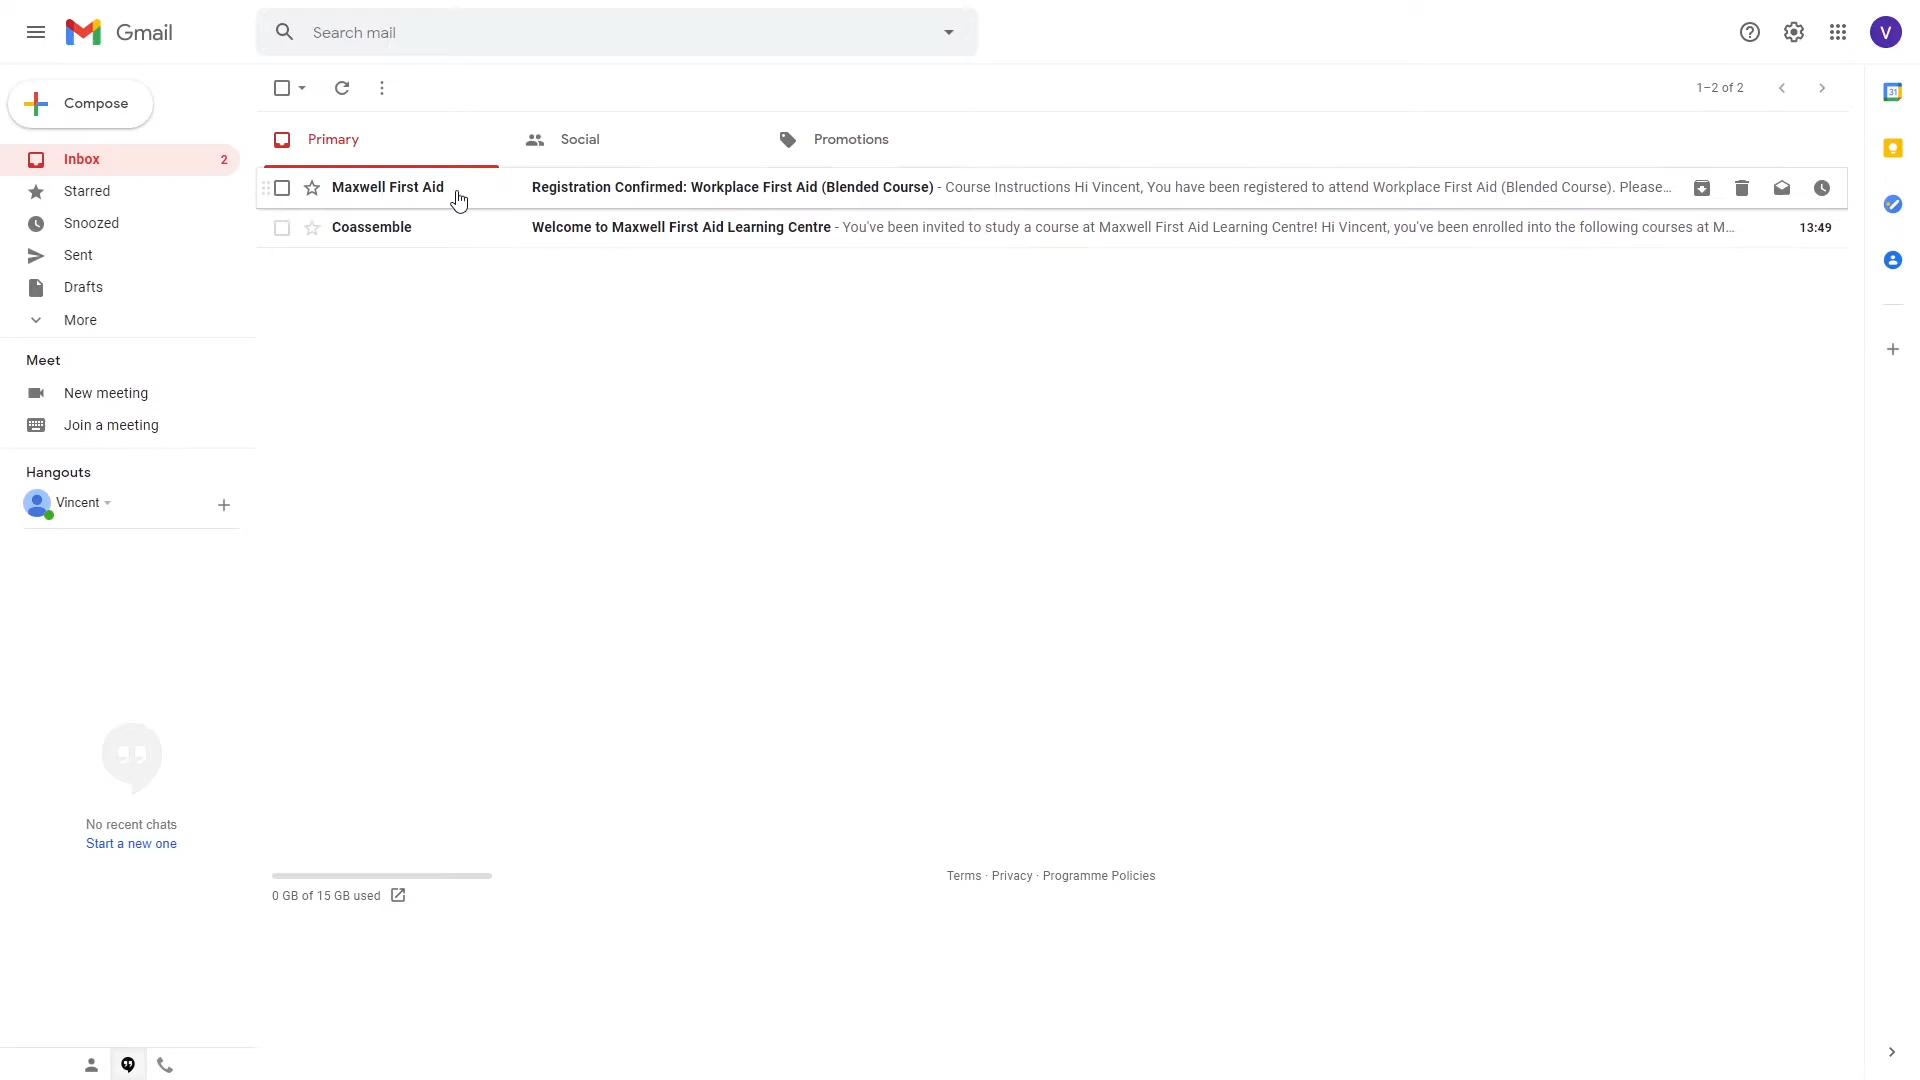 Gmail
Search mail
V
Compose
1–2 of 2
31
Primary
Social
Promotions
Inbox 2
Starred
Snoozed
Sent
Drafts
More
Maxwell First Aid Registration Confirmed: Workplace First Aid (Blended Course) - Course Instructions Hi Vincent, You have been registered to attend Workplace First Aid (Blended Course). Please…
Coassemble Welcome to Maxwell First Aid Learning Centre - You've been invited to study a course at Maxwell First Aid Learning Centre! Hi Vincent, you've been enrolled into the following courses at M… 13:49
Meet
New meeting
Join a meeting
Hangouts
Vincent
No recent chats
Start a new one
0 GB of 15 GB used
Terms · Privacy · Programme Policies